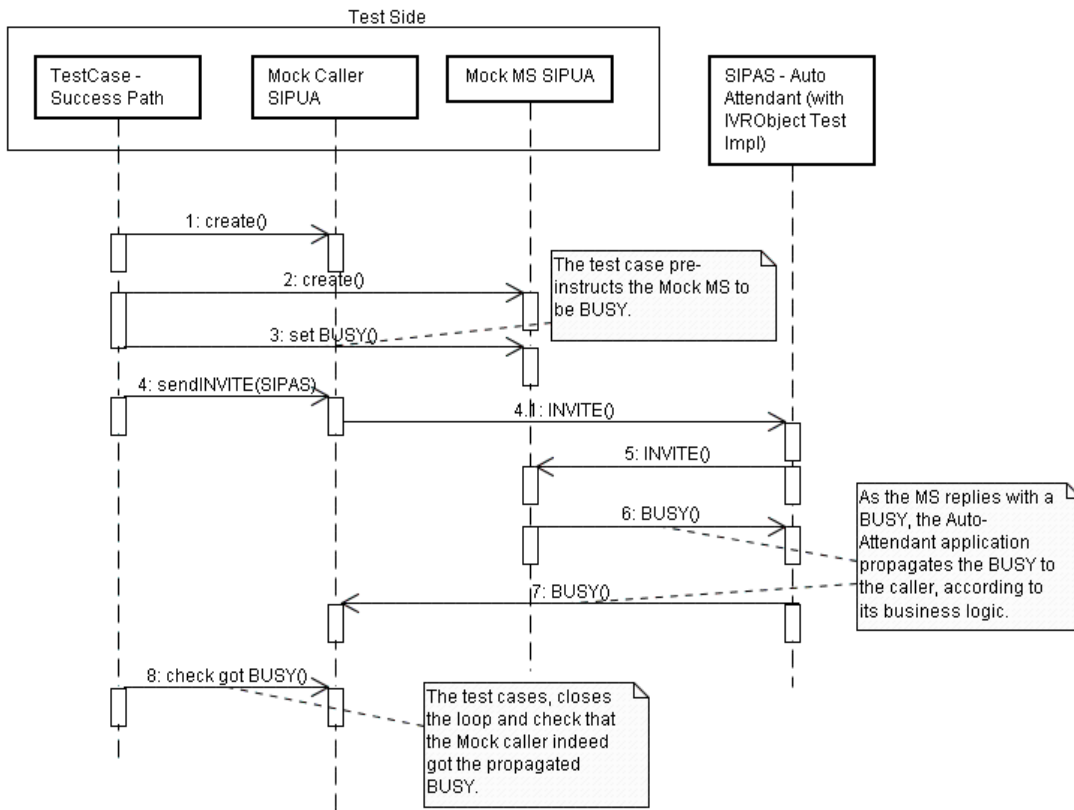 Test Side
TestCase -
Success Path
Mock Caller
SIPUA
Mock MS SIPUA
SIPAS - Auto
Attendant (with
IVRObject Test
Impl)
1: create()
2: create()
The test case pre-
instructs the Mock MS to
be BUSY.
3: set BUSY()
4: sendINVITE(SIPAS)
4.1: INVITE()
5: INVITE()
6: BUSY()
As the MS replies with a
BUSY, the Auto-
Attendant application
propagates the BUSY to
the caller, according to
its business logic.
7: BUSY()
8: check got BUSY()
The test cases, closes
the loop and check that
the Mock caller indeed
got the propagated
BUSY.